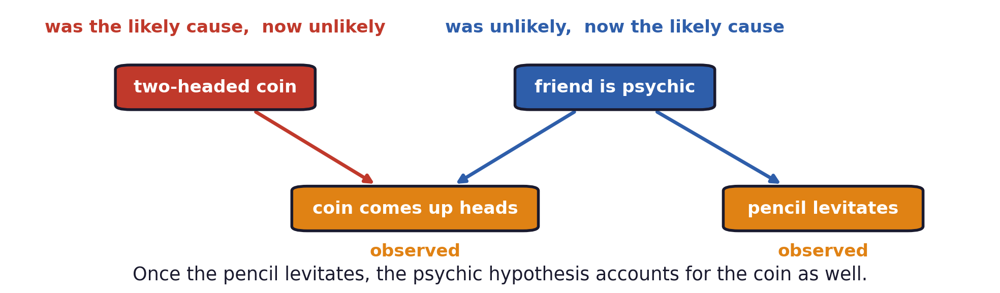 was the likely cause, now unlikely
was unlikely, now the likely cause
two-headed coin
friend is psychic
coin comes up heads
pencil levitates
observed
observed
Once the pencil levitates, the psychic hypothesis accounts for the coin as well.